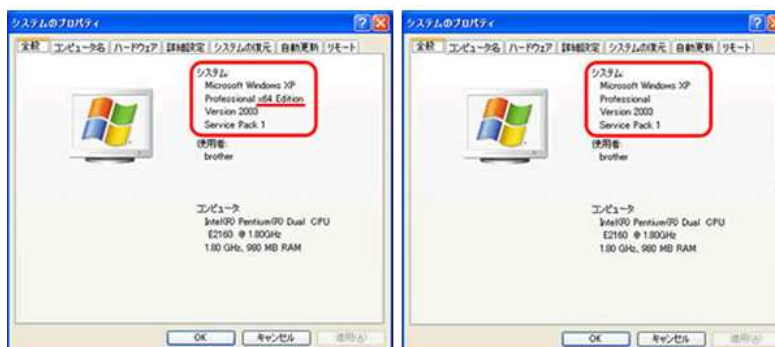 システムのプロパティ
全般 コンピュータ名 ハードウェア 詳細設定 システムの復元 自動更新 リモート
システム:
Microsoft Windows XP
Professional x64 Edition
Version 2003
Service Pack 1
使用者:
brother
コンピュータ:
Intel(R) Pentium(R) Dual CPU
E2160 @ 1.80GHz
1.80 GHz, 980 MB RAM
OK キャンセル 適用(A)
システムのプロパティ
全般 コンピュータ名 ハードウェア 詳細設定 システムの復元 自動更新 リモート
システム:
Microsoft Windows XP
Professional
Version 2003
Service Pack 1
使用者:
brother
コンピュータ:
Intel(R) Pentium(R) Dual CPU
E2160 @ 1.80GHz
1.80 GHz, 980 MB RAM
OK キャンセル 適用(A)